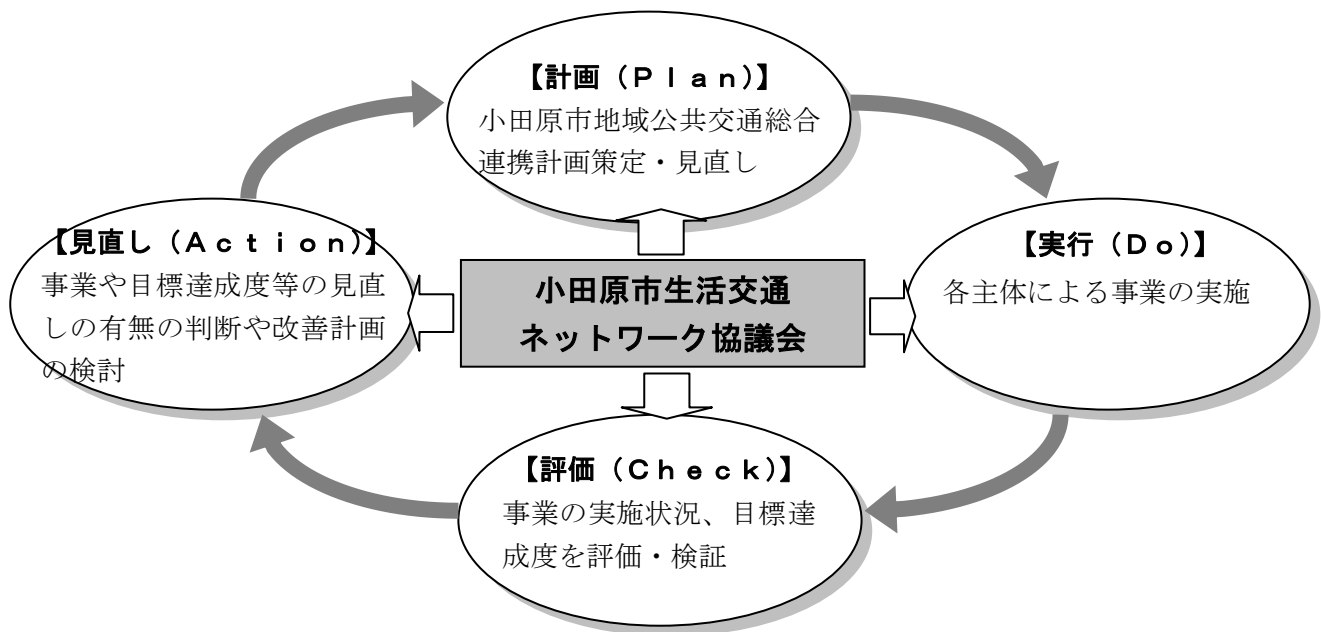 【計画（Ｐｌａｎ）】
小田原市地域公共交通総合
連携計画策定・見直し
【見直し（Ａｃｔｉｏｎ）】
事業や目標達成度等の見直
しの有無の判断や改善計画
の検討
小田原市生活交通
ネットワーク協議会
【実行（Ｄｏ）】
各主体による事業の実施
【評価（Ｃｈｅｃｋ）】
事業の実施状況、目標達
成度を評価・検証